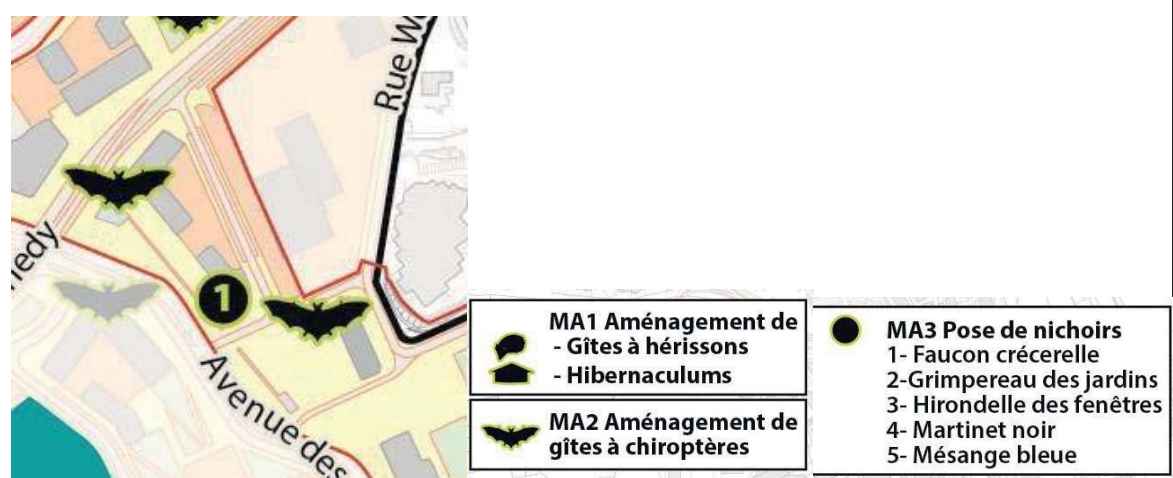 Rue W
nedy
1
Avenue des
MA1 Aménagement de
- Gîtes à hérissons
- Hibernaculums
MA2 Aménagement de
gîtes à chiroptères
MA3 Pose de nichoirs
1- Faucon crécerelle
2-Grimpereau des jardins
3- Hirondelle des fenêtres
4- Martinet noir
5- Mésange bleue